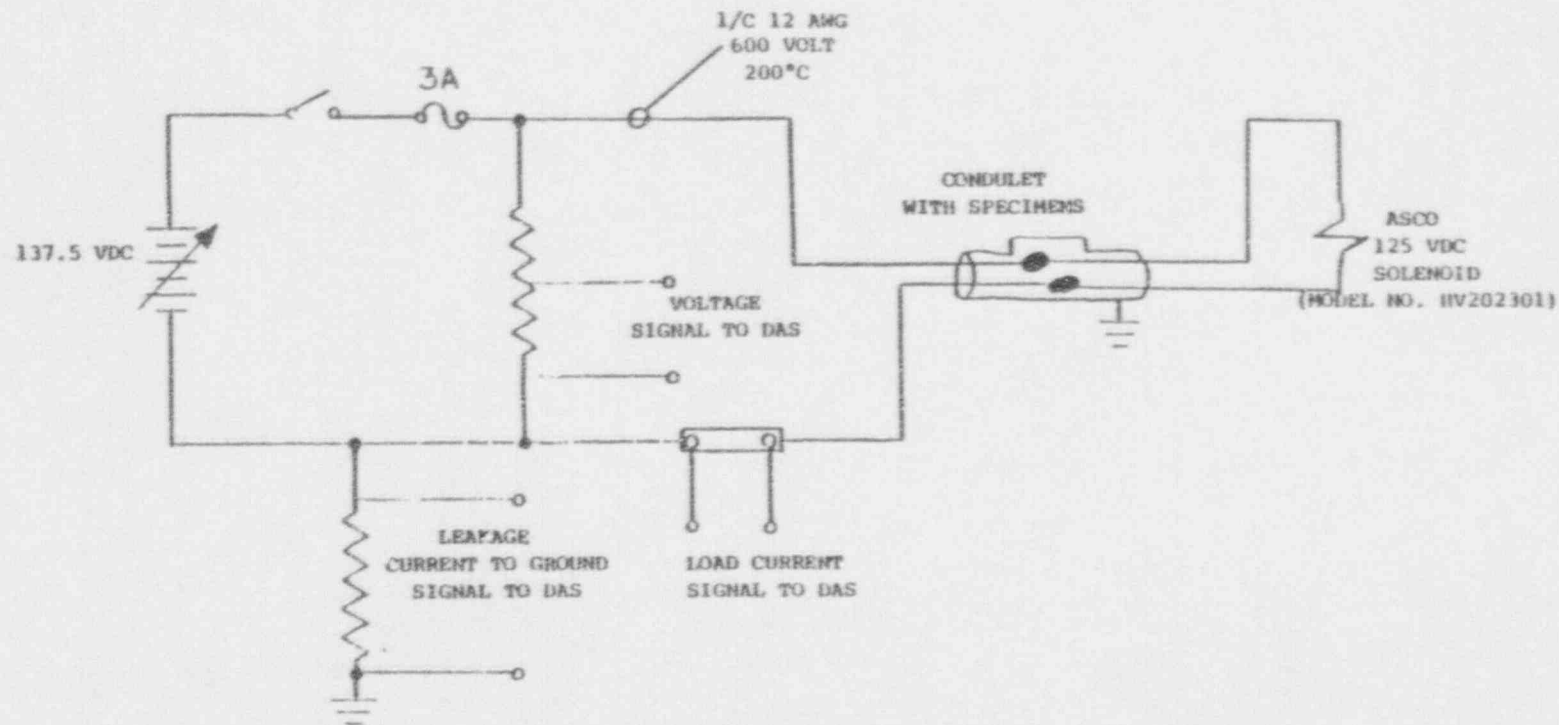 1/C 12 AWG
600 VOLT
200°C
3A
137.5 VDC
CONDULET
WITH SPECIMENS
ASCO
125 VDC
SOLENOID
(MODEL NO. HV202301)
VOLTAGE
SIGNAL TO DAS
LEAKAGE
CURRENT TO GROUND
SIGNAL TO DAS
LOAD CURRENT
SIGNAL TO DAS